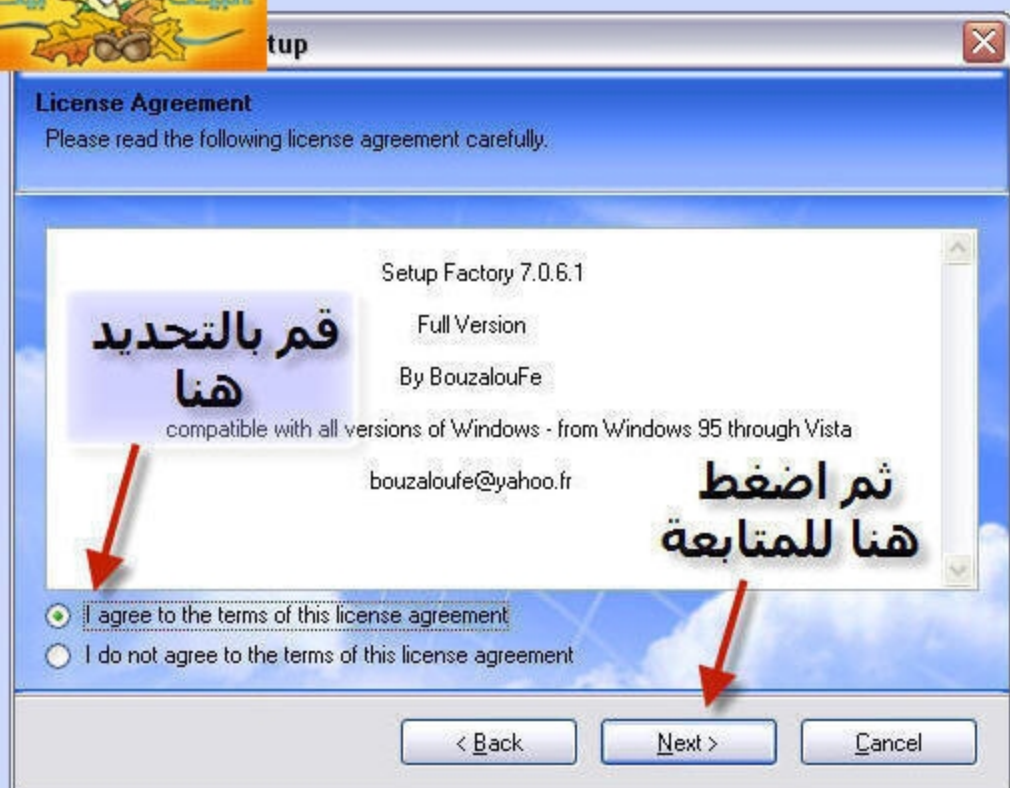 tup
License Agreement
Please read the following license agreement carefully.
Setup Factory 7.0.6.1
Full Version
By BouzalouFe
compatible with all versions of Windows - from Windows 95 through Vista
bouzaloufe@yahoo.fr
قم بالتحديد
هنا
ثم اضغط
هنا للمتابعة
I agree to the terms of this license agreement
I do not agree to the terms of this license agreement
< Back
Next >
Cancel